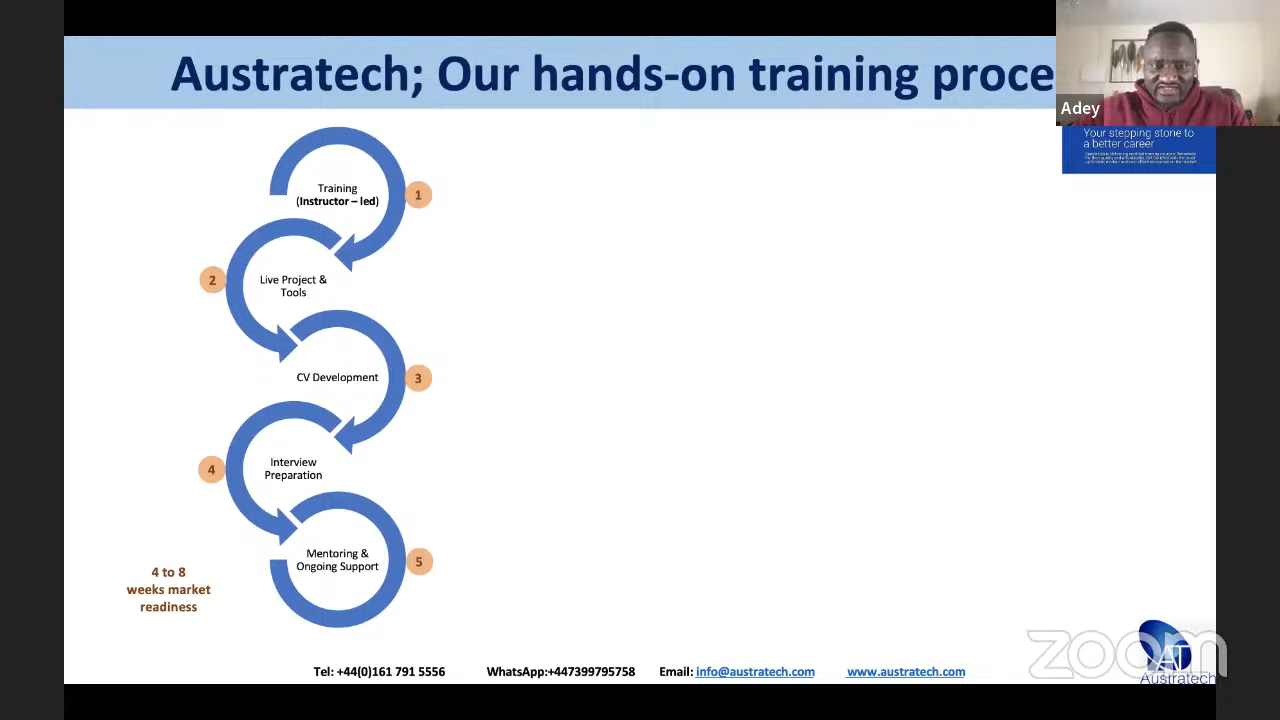 Austratech; Our hands-on training proce
Adey
Your stepping stone to
a better career
Training
(Instructor – led)
1
2
Live Project &
Tools
CV Development
3
4
Interview
Preparation
Mentoring &
Ongoing Support
5
4 to 8
weeks market
readiness
Tel: +44(0)161 791 5556 WhatsApp:+447399795758 Email: info@austratech.com www.austratech.com
zoom
AT
Austratech